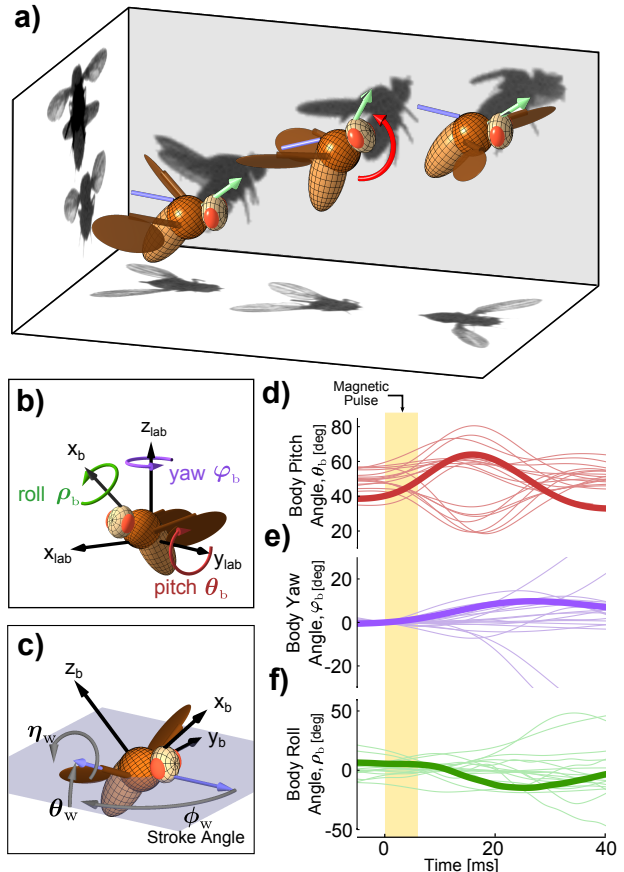 a)
b)
z_lab
x_b
yaw φ_b
roll ρ_b
x_lab
y_lab
pitch θ_b
c)
z_b
x_b
y_b
η_w
θ_w
ϕ_w
Stroke Angle
Magnetic
Pulse
d)
Body Pitch
Angle, θ_b [deg]
80
60
40
20
e)
Body Yaw
Angle, φ_b [deg]
20
0
-20
f)
Body Roll
Angle, ρ_b [deg]
50
0
-50
0
20
40
Time [ms]